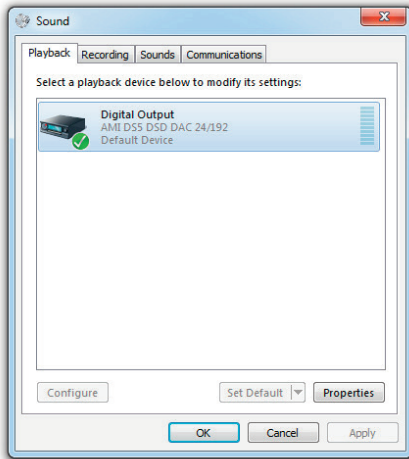 Sound
Playback Recording Sounds Communications
Select a playback device below to modify its settings:
Digital Output
AMI DS5 DSD DAC 24/192
Default Device
Configure Set Default Properties
OK Cancel Apply